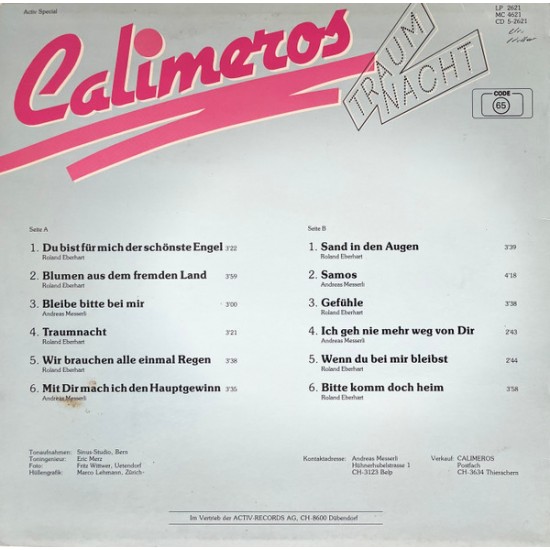 Activ Special
LP 2621
MC 4621
CD 5-2621
Calimeros
TRAUM
NACHT
CODE
65
Seite A
1. Du bist für mich der schönste Engel 3'22
Roland Eberhart
2. Blumen aus dem fremden Land 3'59
Roland Eberhart
3. Bleibe bitte bei mir 3'00
Andreas Messerli
4. Traumnacht 3'21
Roland Eberhart
5. Wir brauchen alle einmal Regen 3'38
Roland Eberhart
6. Mit Dir mach ich den Hauptgewinn 3'35
Andreas Messerli
Seite B
1. Sand in den Augen 3'39
Roland Eberhart
2. Samos 4'18
Andreas Messerli
3. Gefühle 3'38
Roland Eberhart
4. Ich geh nie mehr weg von Dir 2'43
Andreas Messerli
5. Wenn du bei mir bleibst 2'44
Roland Eberhart
6. Bitte komm doch heim 3'58
Roland Eberhart
Tonaufnahmen: Sinus-Studio, Bern
Toningenieur: Eric Merz
Foto: Fritz Wittwer, Uetendorf
Hüllengrafik: Marco Lehmann, Zürich
Kontaktadresse: Andreas Messerli
Hühnerhubelstrasse 1
CH-3123 Belp
Verkauf: CALIMEROS
Postfach
CH-3634 Thierachern
Im Vertrieb der ACTIV-RECORDS AG, CH-8600 Dübendorf